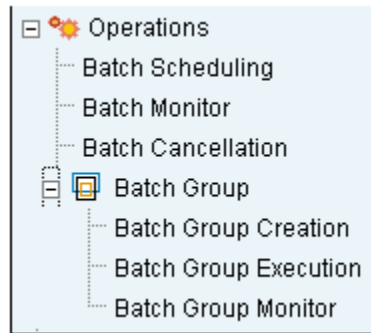 Operations
Batch Scheduling
Batch Monitor
Batch Cancellation
Batch Group
Batch Group Creation
Batch Group Execution
Batch Group Monitor